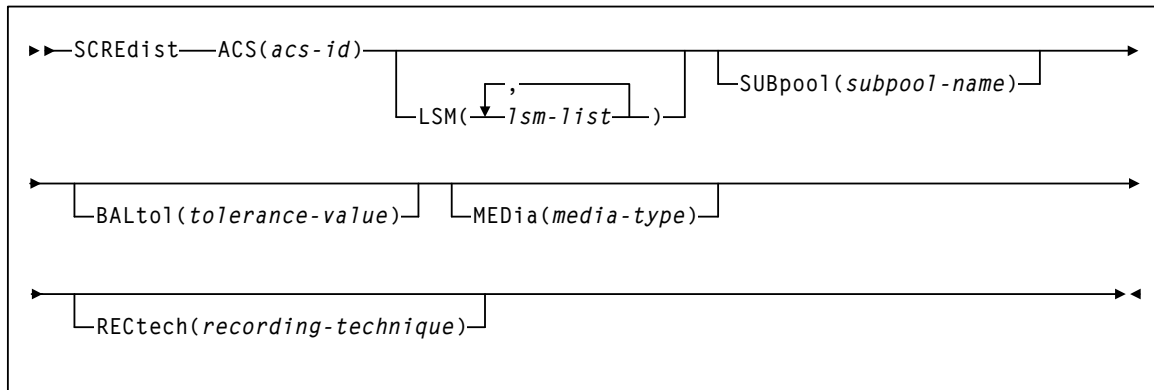 SCREdist ACS(acs-id)
LSM( , lsm-list )
SUBpool(subpool-name)
BALtol(tolerance-value)
MEDia(media-type)
RECtech(recording-technique)